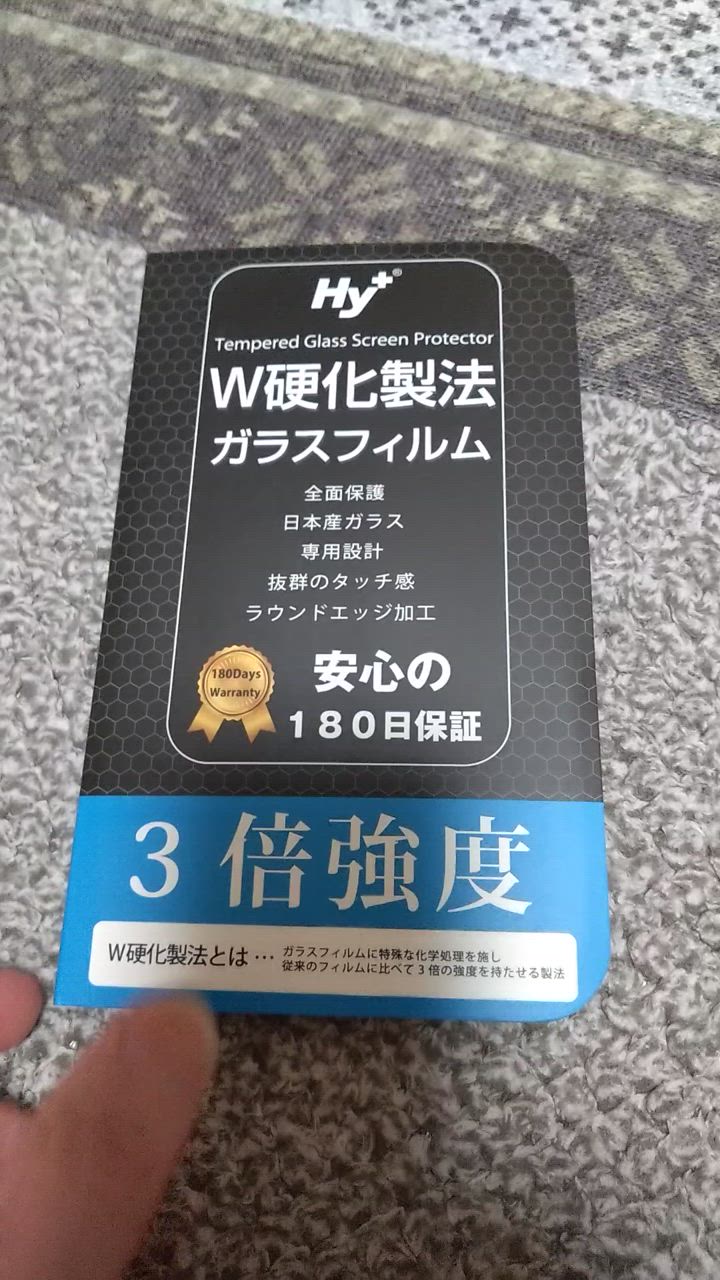 Hy+®
Tempered Glass Screen Protector
W硬化製法
ガラスフィルム
全面保護
日本産ガラス
専用設計
抜群のタッチ感
ラウンドエッジ加工
180Days
Warranty
安心の
180日保証
3倍強度
W硬化製法とは…
ガラスフィルムに特殊な化学処理を施し
従来のフィルムに比べて3倍の強度を持たせる製法